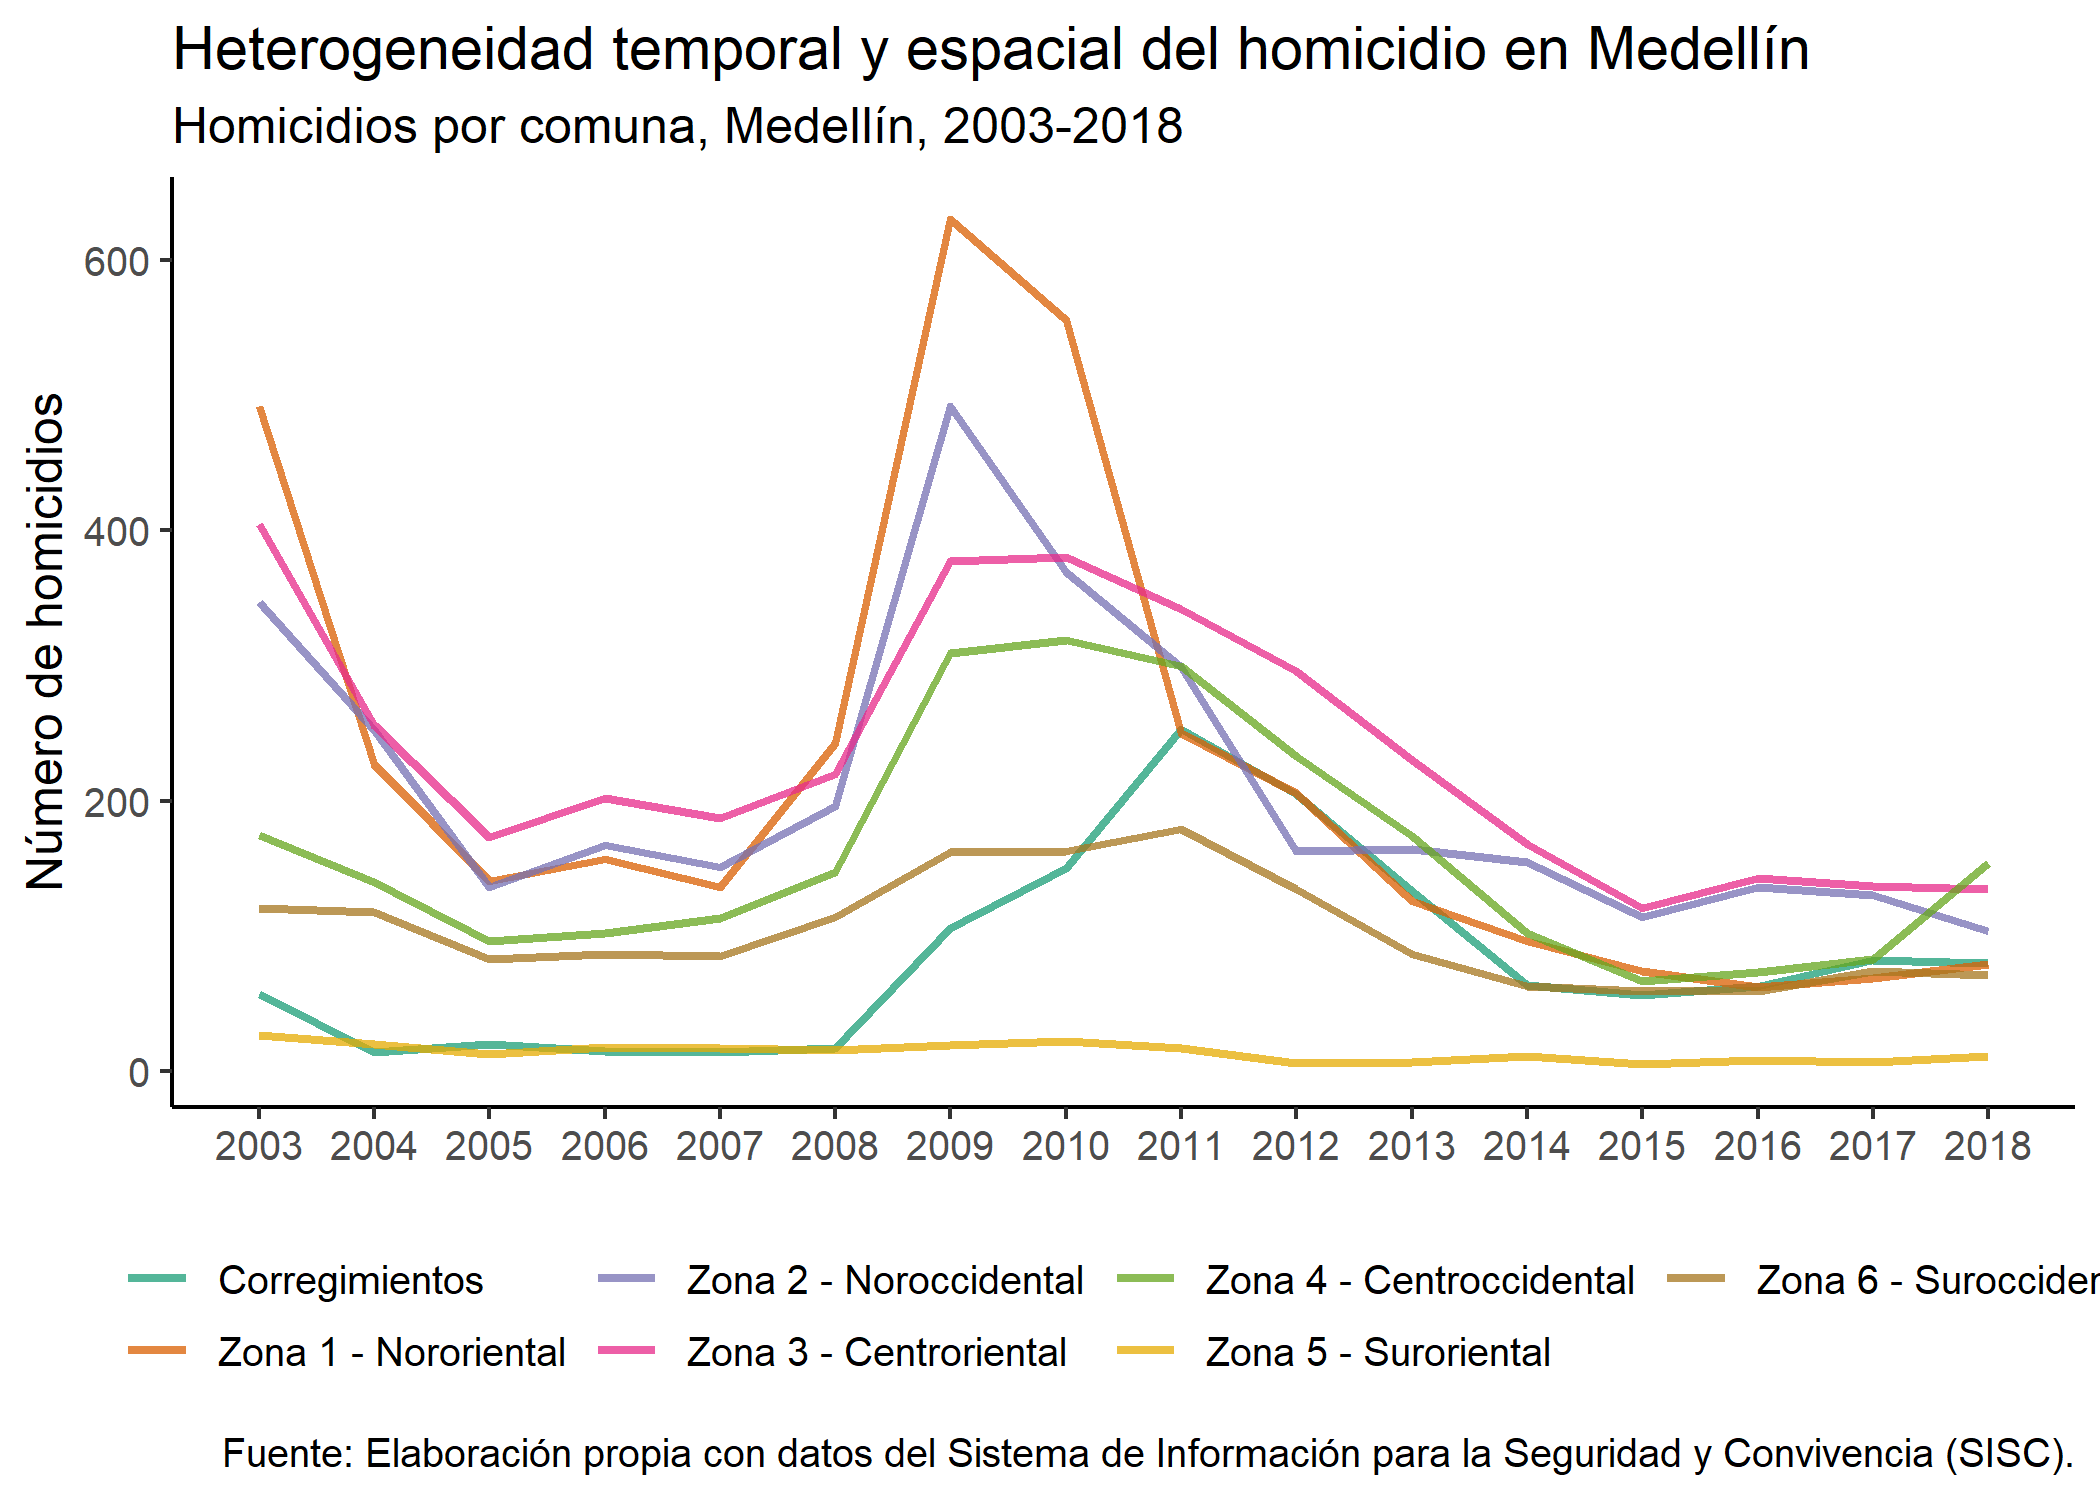 Heterogeneidad temporal y espacial del homicidio en Medellín
Homicidios por comuna, Medellín, 2003-2018
Número de homicidios
600
400
200
0
2003 2004 2005 2006 2007 2008 2009 2010 2011 2012 2013 2014 2015 2016 2017 2018
Corregimientos Zona 2 - Noroccidental Zona 4 - Centroccidental Zona 6 - Surocciden
Zona 1 - Nororiental Zona 3 - Centroriental Zona 5 - Suroriental
Fuente: Elaboración propia con datos del Sistema de Información para la Seguridad y Convivencia (SISC).